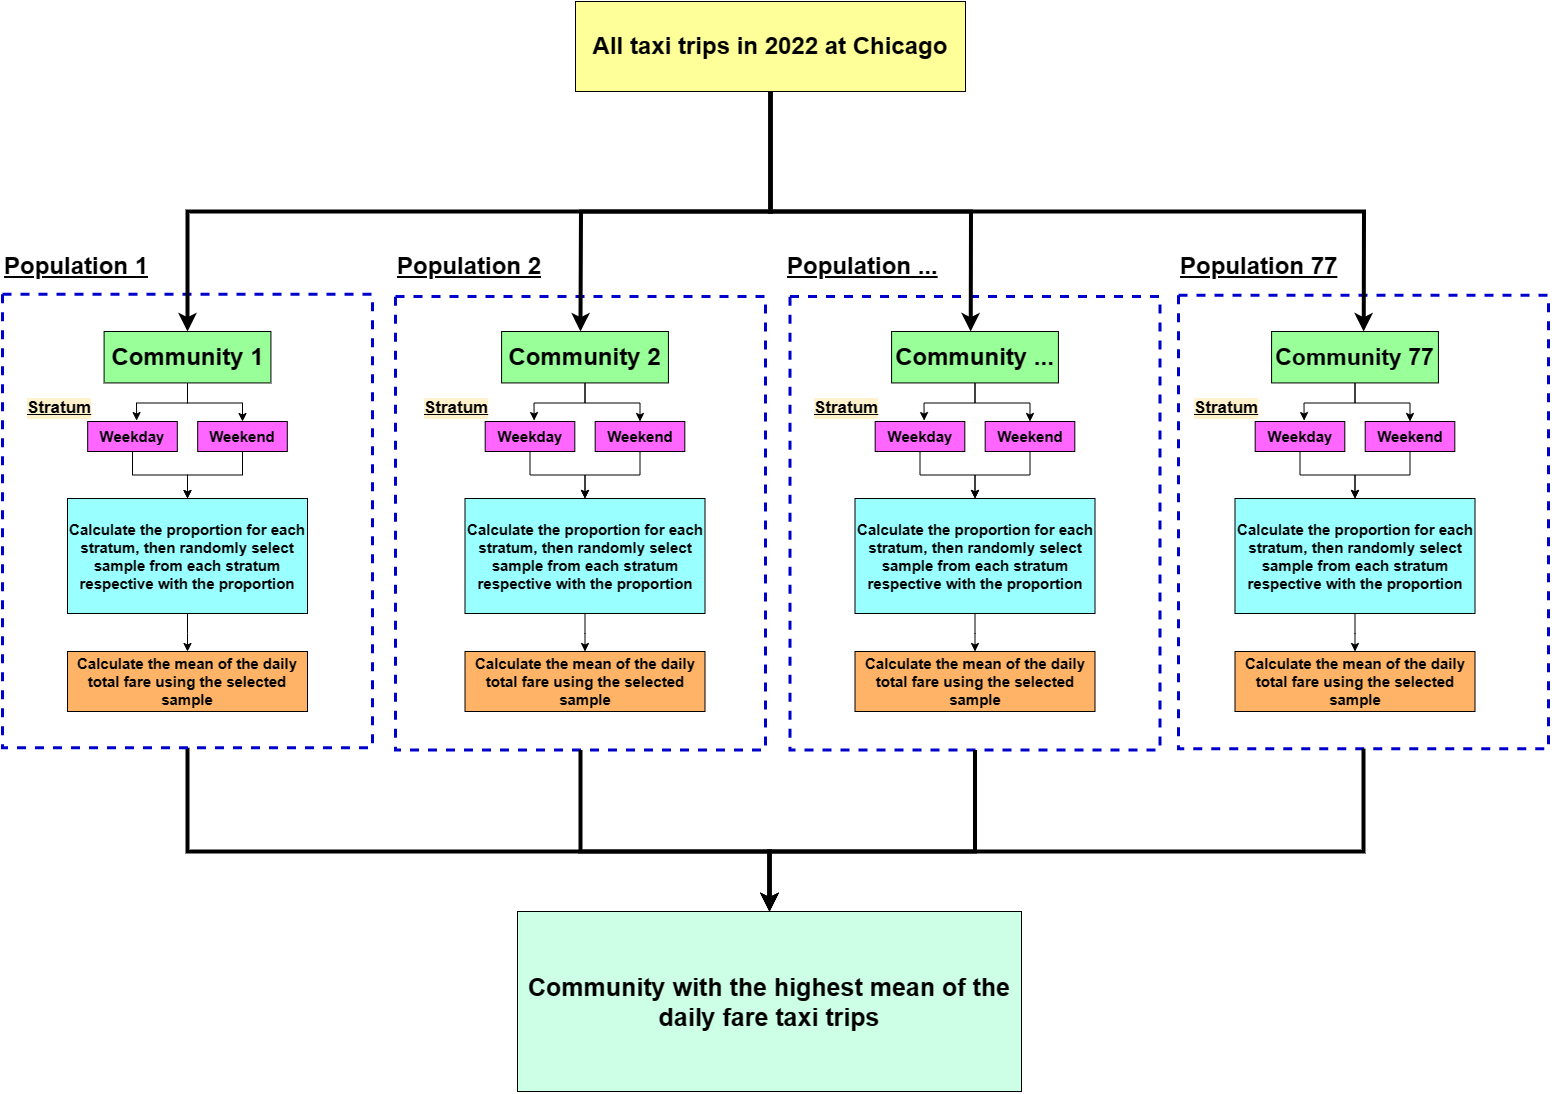 All taxi trips in 2022 at Chicago
Population 1
Community 1
Stratum
Weekday
Weekend
Calculate the proportion for each
stratum, then randomly select
sample from each stratum
respective with the proportion
Calculate the mean of the daily
total fare using the selected
sample
Population 2
Community 2
Stratum
Weekday
Weekend
Calculate the proportion for each
stratum, then randomly select
sample from each stratum
respective with the proportion
Calculate the mean of the daily
total fare using the selected
sample
Population ...
Community ...
Stratum
Weekday
Weekend
Calculate the proportion for each
stratum, then randomly select
sample from each stratum
respective with the proportion
Calculate the mean of the daily
total fare using the selected
sample
Population 77
Community 77
Stratum
Weekday
Weekend
Calculate the proportion for each
stratum, then randomly select
sample from each stratum
respective with the proportion
Calculate the mean of the daily
total fare using the selected
sample
Community with the highest mean of the
daily fare taxi trips